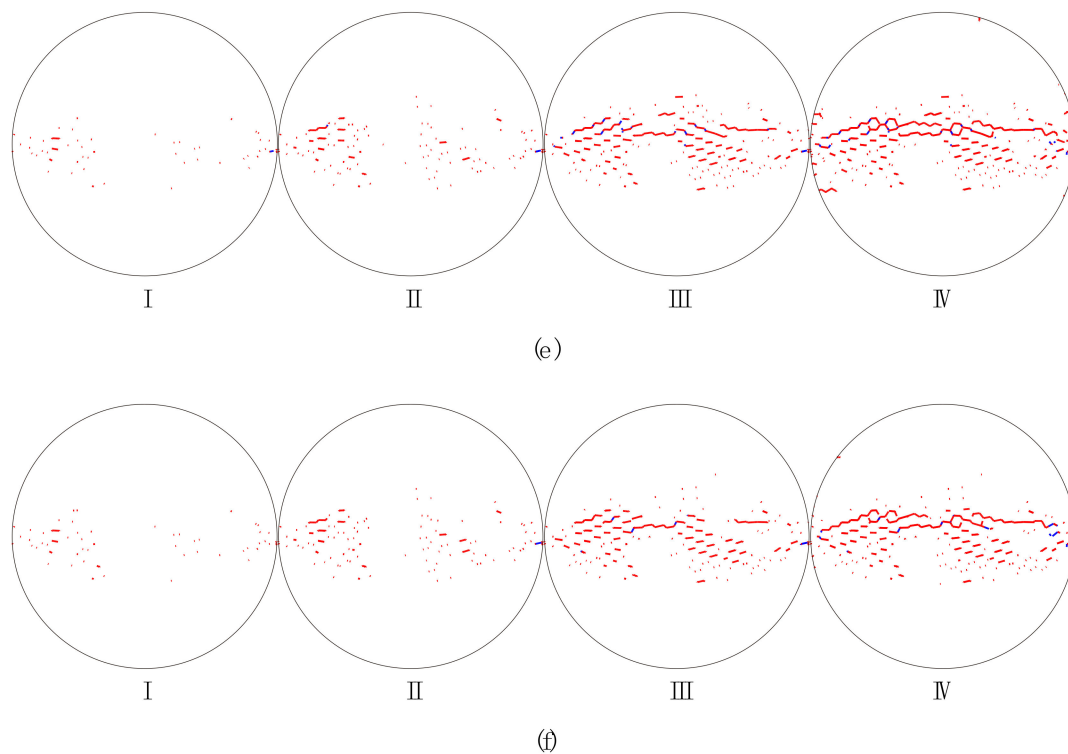 Ⅰ Ⅱ Ⅲ Ⅳ
(e)
Ⅰ Ⅱ Ⅲ Ⅳ
(f)